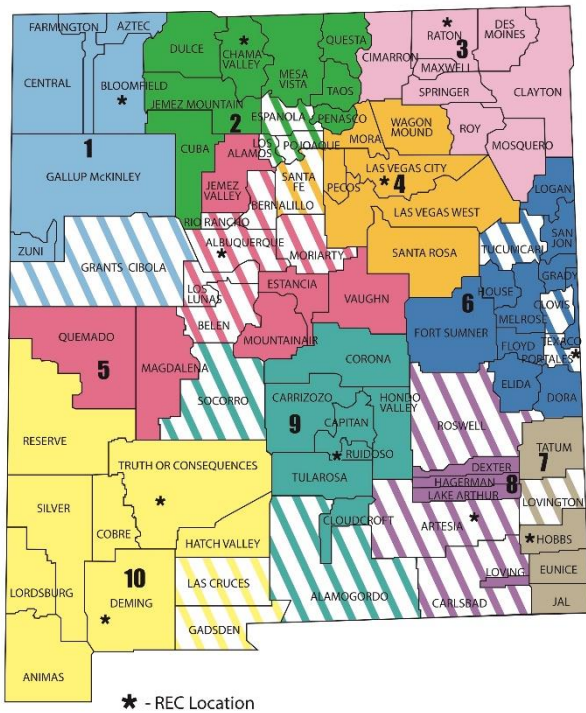 FARMINGTON
AZTEC
DULCE
CHAMA
VALLEY
QUESTA
RATON
DES
MOINES
CENTRAL
BLOOMFIELD
MESA
VISTA
CIMARRON
3
MAXWELL
TAOS
SPRINGER
CLAYTON
JEMEZ MOUNTAIN
ESPANOLA
PENASCO
2
WAGON
MOUND
MORA
ROY
1
CUBA
LOS
ALAMOS
POJOAQUE
MOSQUERO
GALLUP McKINLEY
JEMEZ
VALLEY
SANTA
FE
PECOS
LAS VEGAS CITY
4
LOGAN
BERNALILLO
LAS VEGAS WEST
RIO RANCHO
ZUNI
ALBUQUERQUE
TUCUMCARI
SAN
JON
GRANTS CIBOLA
MORIARTY
SANTA ROSA
GRADY
LOS
LUNAS
ESTANCIA
VAUGHN
6
HOUSE
CLOVIS
MELROSE
BELEN
FORT SUMNER
TEXICO
QUEMADO
MOUNTAINAIR
FLOYD
PORTALES
5
MAGDALENA
CORONA
ELIDA
DORA
SOCORRO
CARRIZOZO
HONDO
VALLEY
ROSWELL
9
CAPITAN
RESERVE
TATUM
TRUTH OR CONSEQUENCES
RUIDOSO
DEXTER
7
TULAROSA
HAGERMAN
8
LAKE ARTHUR
LOVINGTON
SILVER
CLOUDCROFT
ARTESIA
COBRE
HOBBS
HATCH VALLEY
10
EUNICE
LAS CRUCES
LOVING
LORDSBURG
DEMING
ALAMOGORDO
CARLSBAD
JAL
GADSDEN
ANIMAS
* - REC Location